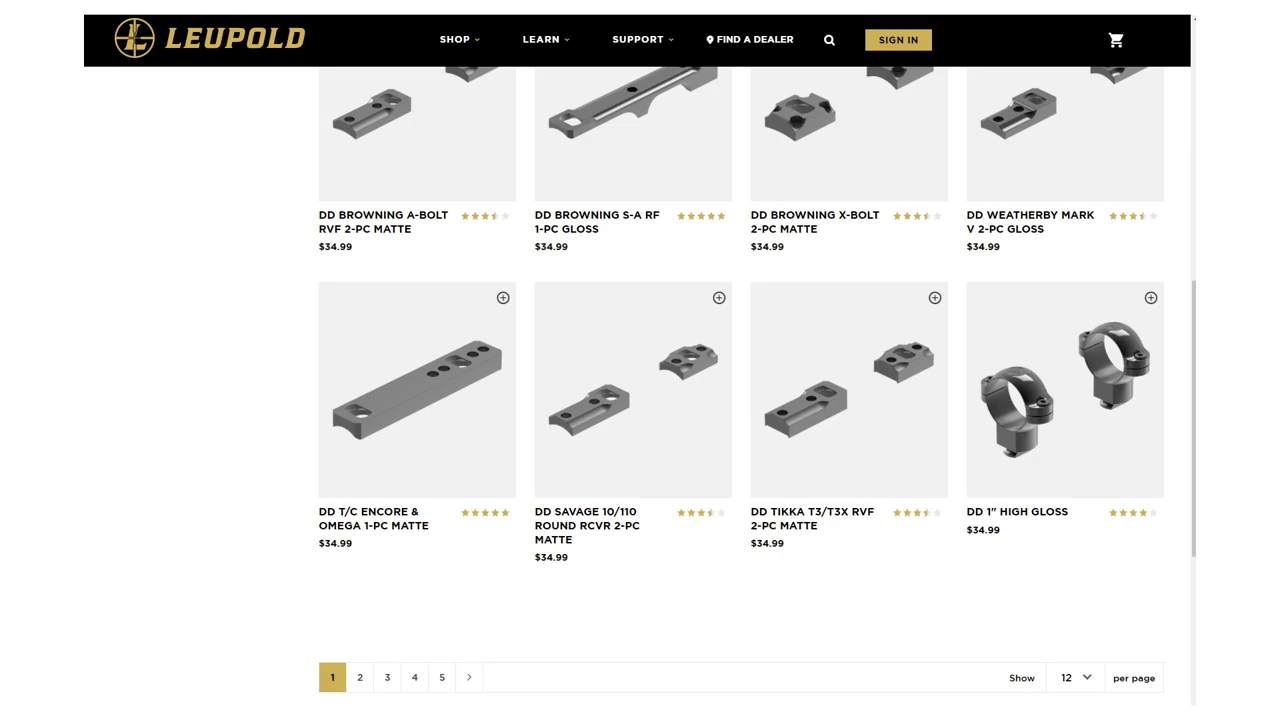 LEUPOLD
SHOP
LEARN
SUPPORT
FIND A DEALER
SIGN IN
DD BROWNING A-BOLT
RVF 2-PC MATTE
$34.99
DD BROWNING S-A RF
1-PC GLOSS
$34.99
DD BROWNING X-BOLT
2-PC MATTE
$34.99
DD WEATHERBY MARK
V 2-PC GLOSS
$34.99
DD T/C ENCORE &
OMEGA 1-PC MATTE
$34.99
DD SAVAGE 10/110
ROUND RCVR 2-PC
MATTE
$34.99
DD TIKKA T3/T3X RVF
2-PC MATTE
$34.99
DD 1" HIGH GLOSS
$34.99
1 2 3 4 5
Show 12 per page